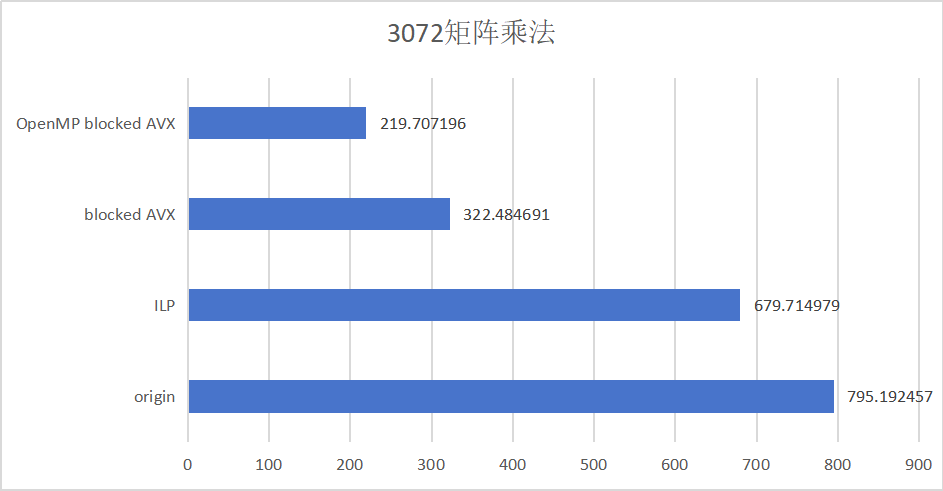 3072矩阵乘法
OpenMP blocked AVX 219.707196
blocked AVX 322.484691
ILP 679.714979
origin 795.192457
0 100 200 300 400 500 600 700 800 900